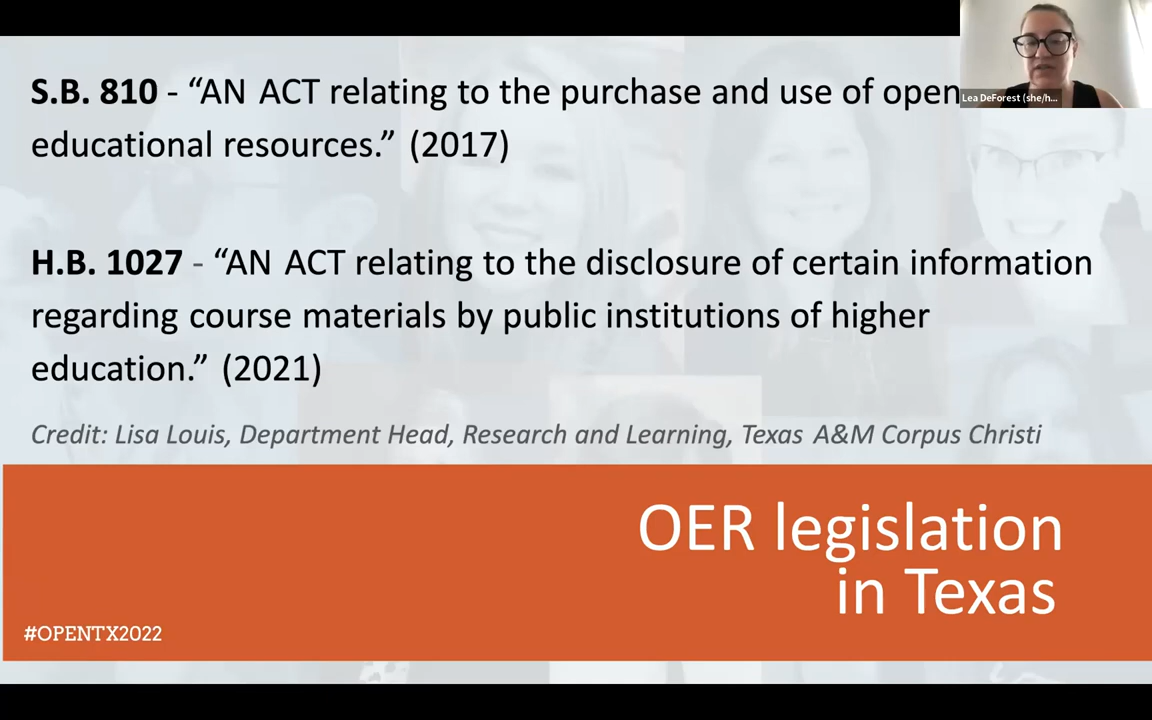 S.B. 810 - “AN ACT relating to the purchase and use of open
educational resources.” (2017)
Lea DeForest (she/h...
H.B. 1027 - “AN ACT relating to the disclosure of certain information
regarding course materials by public institutions of higher
education.” (2021)
Credit: Lisa Louis, Department Head, Research and Learning, Texas A&M Corpus Christi
OER legislation
in Texas
#OPENTX2022